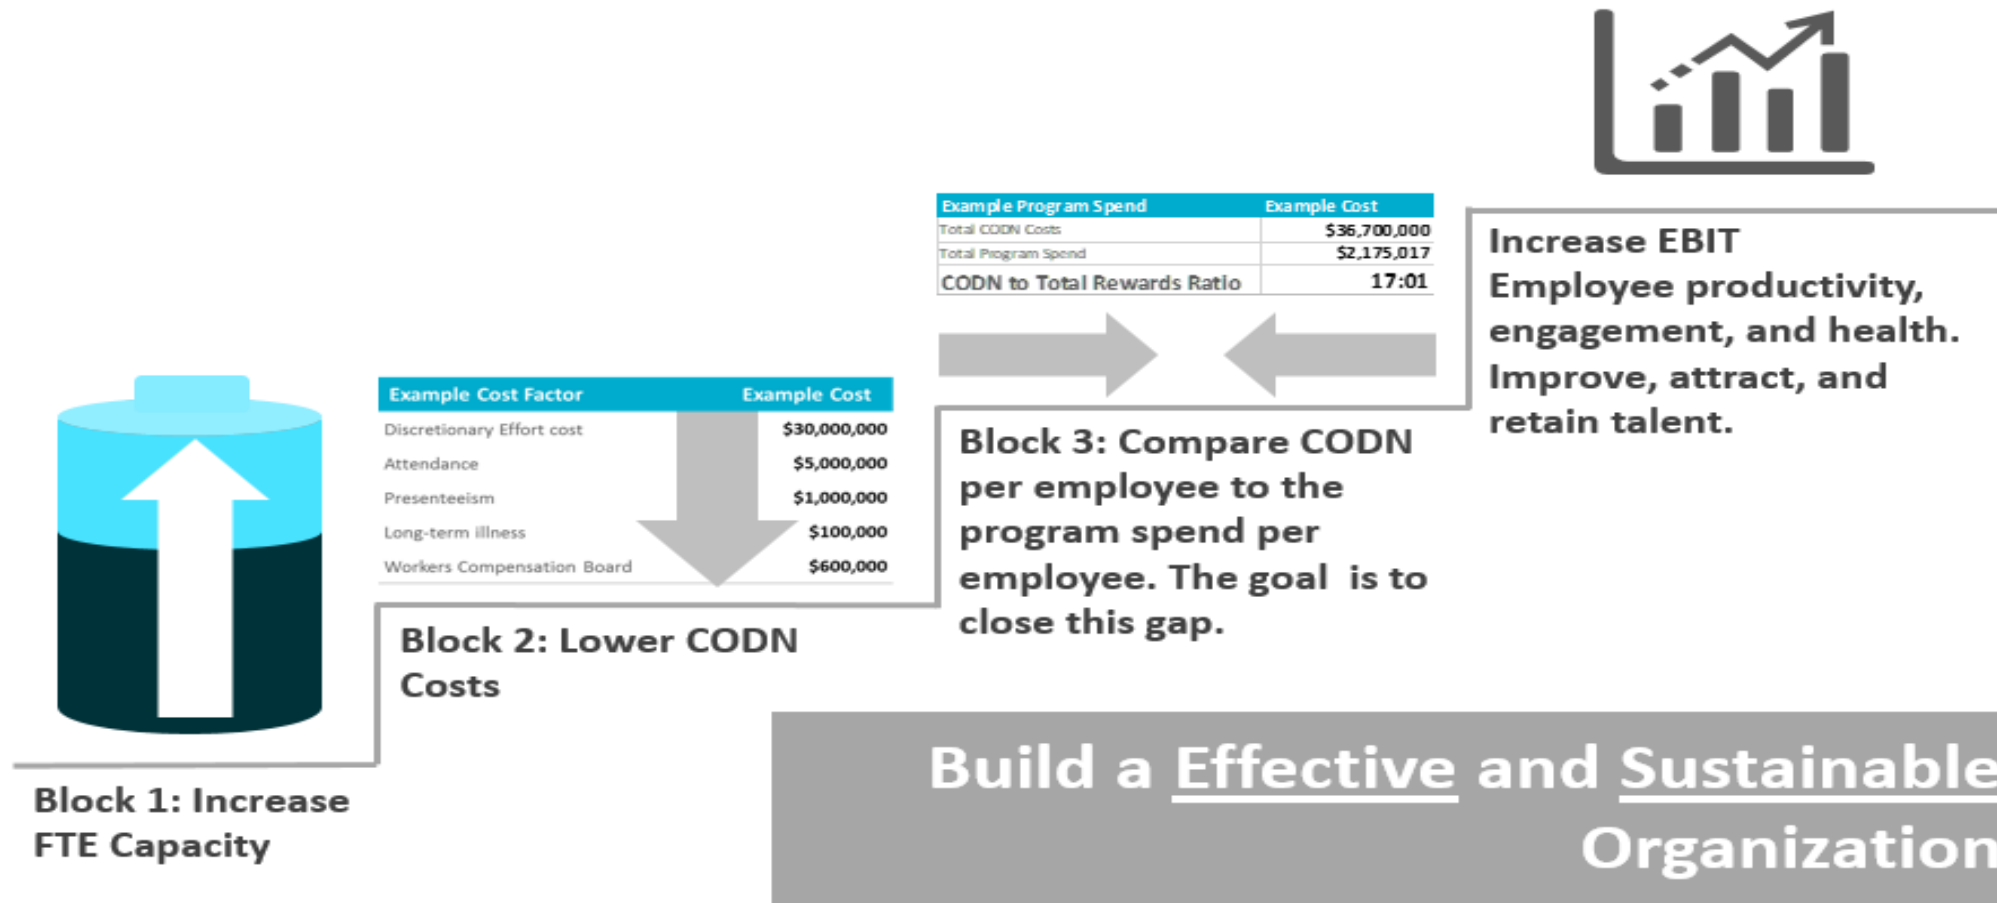 Example Program Spend Example Cost
Total CODN Costs $36,700,000
Total Program Spend $2,175,017
CODN to Total Rewards Ratio 17:01
Increase EBIT
Employee productivity,
engagement, and health.
Improve, attract, and
retain talent.
Example Cost Factor Example Cost
Discretionary Effort cost $30,000,000
Attendance $5,000,000
Presenteeism $1,000,000
Long-term illness $100,000
Workers Compensation Board $600,000
Block 3: Compare CODN
per employee to the
program spend per
employee. The goal is to
close this gap.
Block 2: Lower CODN
Costs
Block 1: Increase
FTE Capacity
Build a Effective and Sustainable
Organization